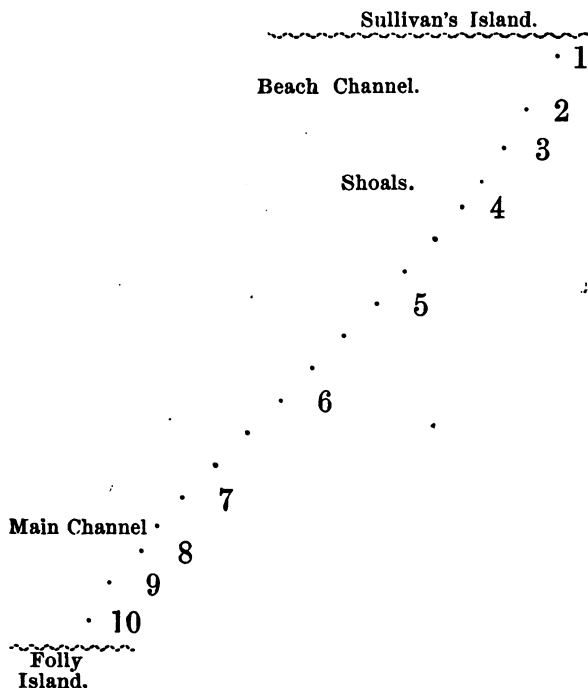 Sullivan's Island.
1
Beach Channel.
2
3
Shoals.
4
5
6
7
Main Channel
8
9
10
Folly
Island.